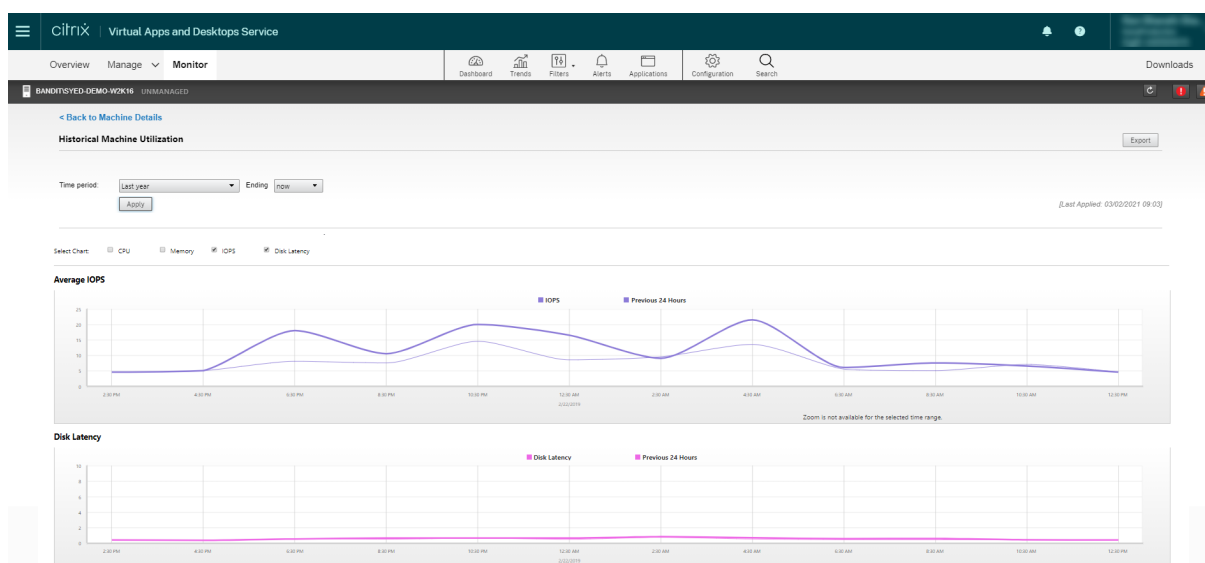 citrix | Virtual Apps and Desktops Service
Overview Manage Monitor Dashboard Trends Filters Alerts Applications Configuration Search Downloads
BANDIT\SYED-DEMO-W2K16 UNMANAGED
< Back to Machine Details
Historical Machine Utilization Export
Time period: Last year Ending now
Apply [Last Applied: 03/02/2021 09:03]
Select Chart: CPU Memory IOPS Disk Latency
Average IOPS
IOPS Previous 24 Hours
25
20
15
10
5
0
2:30 PM 4:30 PM 6:30 PM 8:30 PM 10:30 PM 12:30 AM 2:30 AM 4:30 AM 6:30 AM 8:30 AM 10:30 AM 12:30 PM
2/22/2019
Zoom is not available for the selected time range.
Disk Latency
Disk Latency Previous 24 Hours
10
8
6
4
2
0
2:30 PM 4:30 PM 6:30 PM 8:30 PM 10:30 PM 12:30 AM 2:30 AM 4:30 AM 6:30 AM 8:30 AM 10:30 AM 12:30 PM
2/22/2019